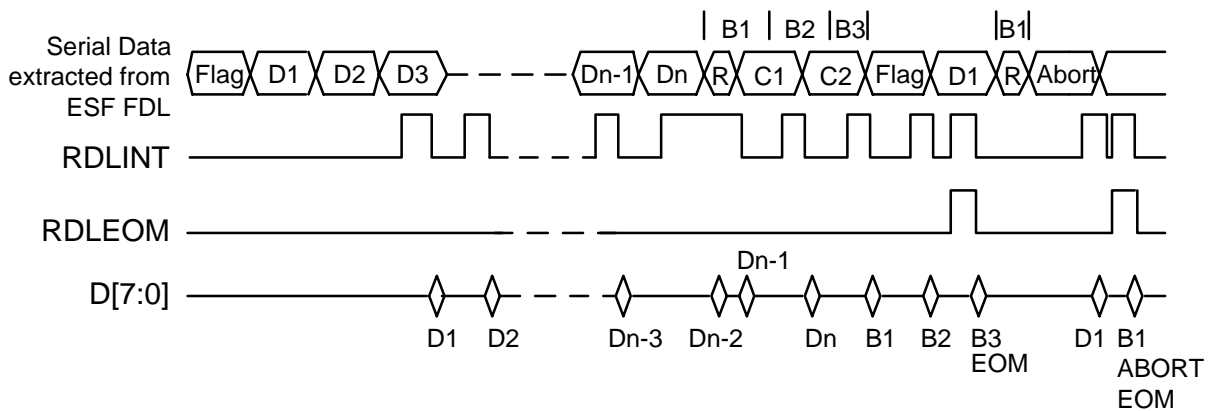 B1 B2 B3 B1
Serial Data
extracted from
ESF FDL
Flag D1 D2 D3 Dn-1 Dn R C1 C2 Flag D1 R Abort
RDLINT
RDLEOM
Dn-1
D[7:0]
D1 D2 Dn-3 Dn-2 Dn B1 B2 B3 D1 B1
EOM ABORT
EOM